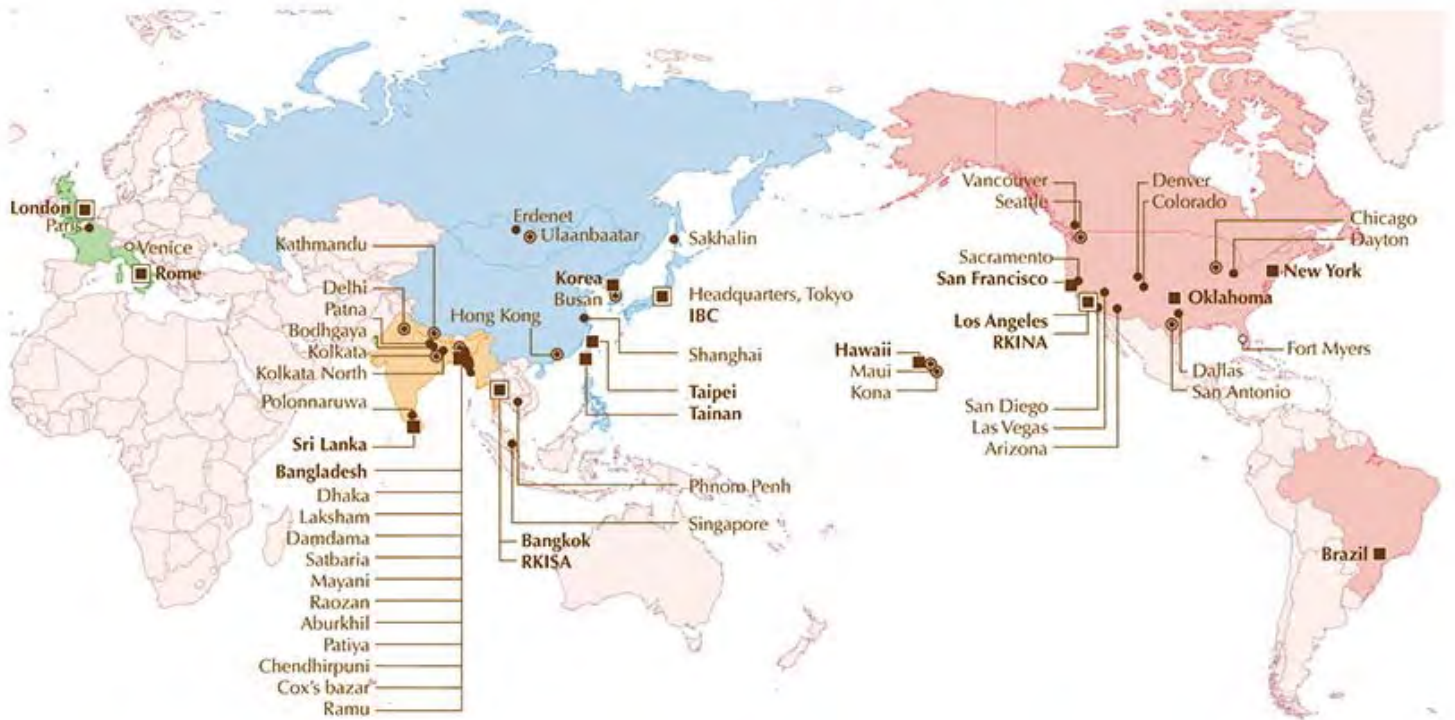 London
Paris
Venice
Rome
Kathmandu
Delhi
Patna
Bodhgaya
Kolkata
Kolkata North
Polonnaruwa
Sri Lanka
Bangladesh
Dhaka
Laksham
Damdama
Satbaria
Mayani
Raozan
Aburkhil
Patiya
Chendhirpuni
Cox's bazar
Ramu
Erdenet
Ulaanbaatar
Sakhalin
Korea
Busan
Headquarters, Tokyo
IBC
Hong Kong
Shanghai
Taipei
Tainan
Phnom Penh
Singapore
Bangkok
RKISA
Hawaii
Maui
Kona
Vancouver
Seattle
Sacramento
San Francisco
Los Angeles
RKINA
San Diego
Las Vegas
Arizona
Denver
Colorado
Chicago
Dayton
New York
Oklahoma
Fort Myers
Dallas
San Antonio
Brazil